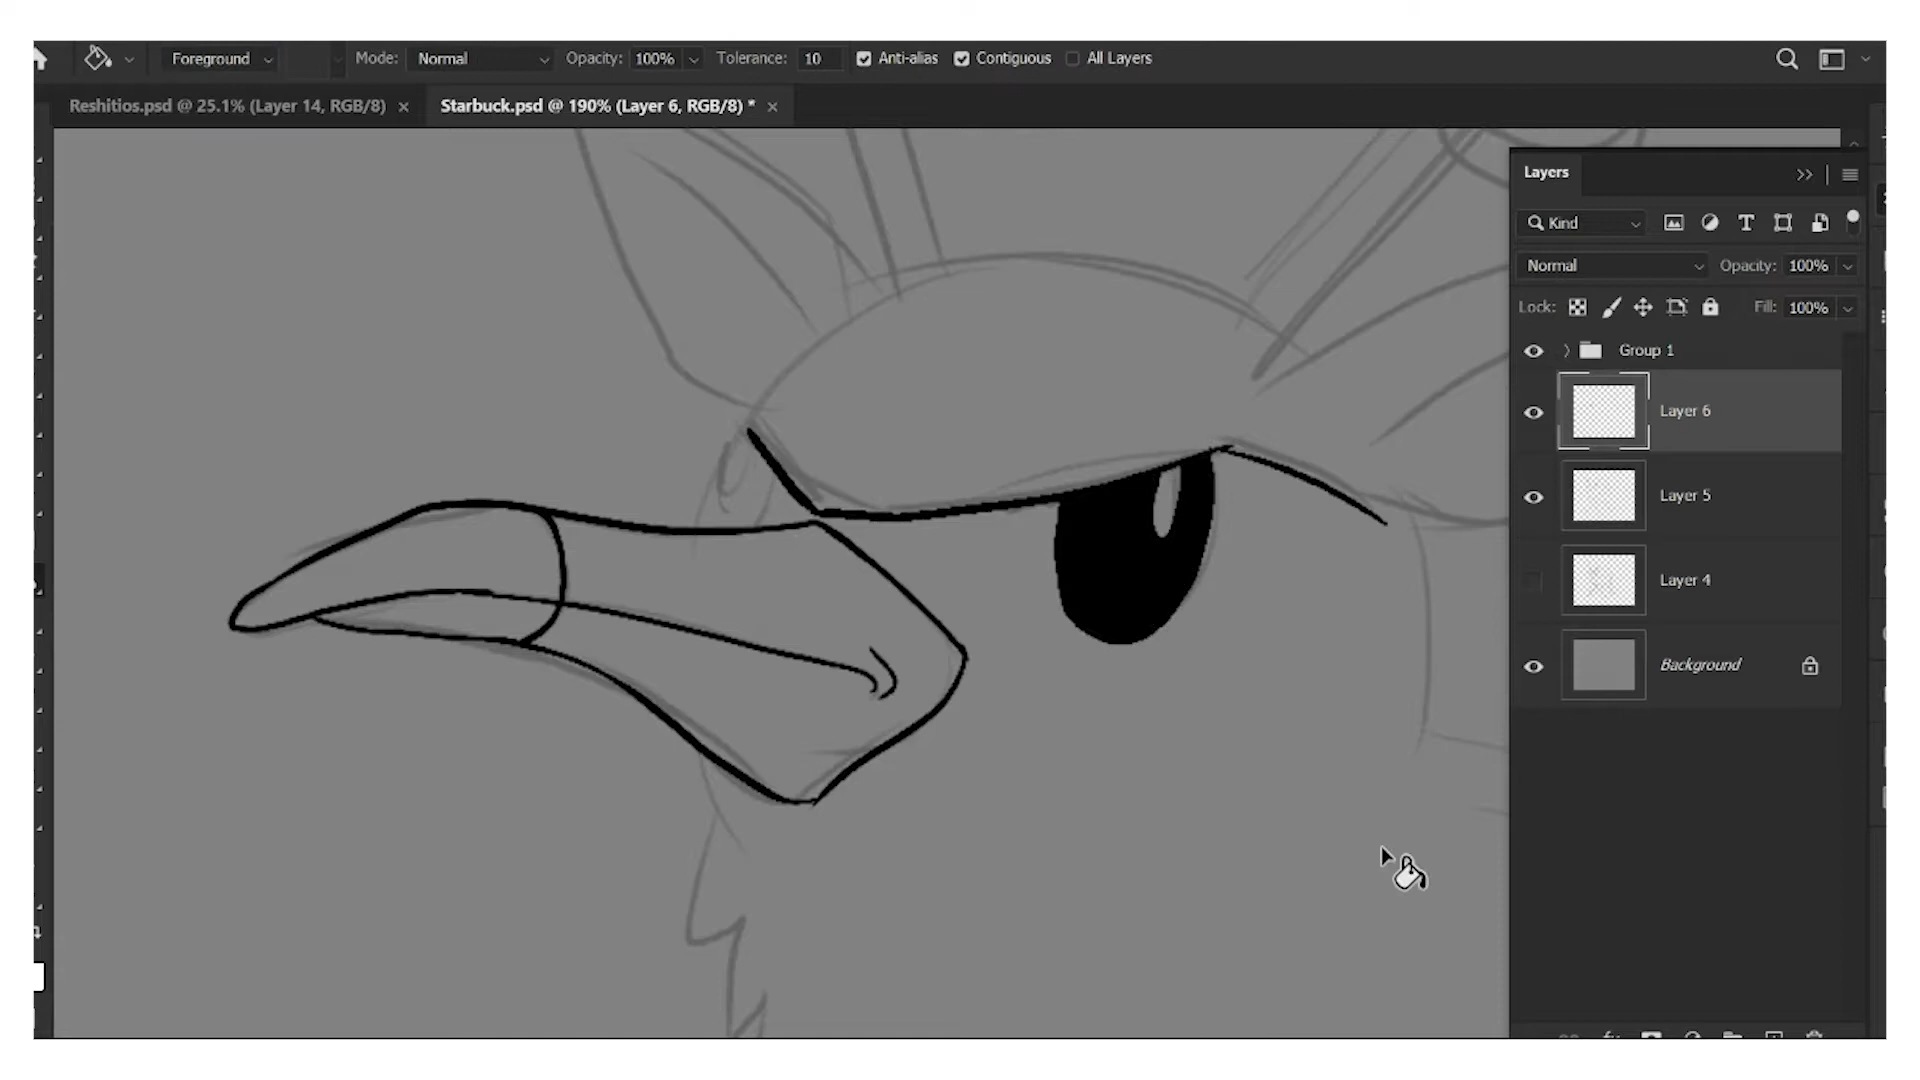 Foreground Mode: Normal Opacity: 100% Tolerance: 10 Anti-alias Contiguous All Layers
Reshitios.psd @ 25.1% (Layer 14, RGB/8) × Starbuck.psd @ 190% (Layer 6, RGB/8) * ×
Layers
Kind
Normal Opacity: 100%
Lock: Fill: 100%
Group 1
Layer 6
Layer 5
Layer 4
Background